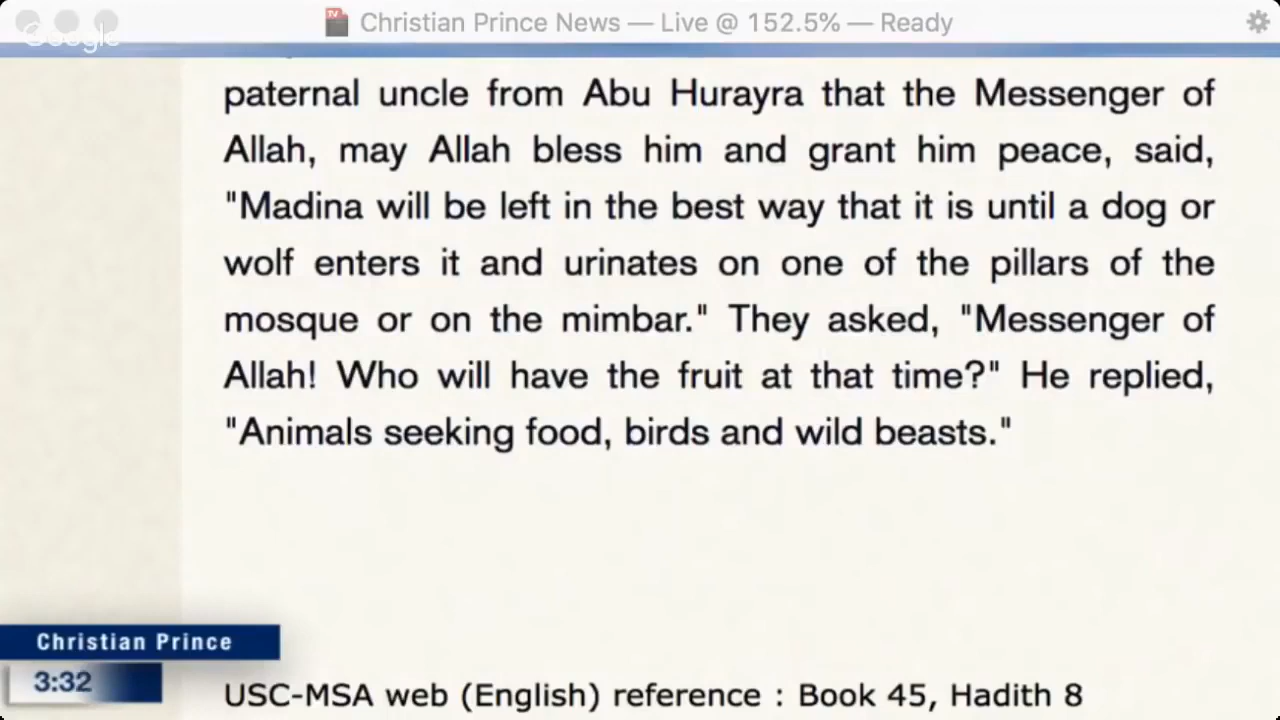 Christian Prince News — Live @ 152.5% — Ready
Google
paternal uncle from Abu Hurayra that the Messenger of
Allah, may Allah bless him and grant him peace, said,
"Madina will be left in the best way that it is until a dog or
wolf enters it and urinates on one of the pillars of the
mosque or on the mimbar." They asked, "Messenger of
Allah! Who will have the fruit at that time?" He replied,
"Animals seeking food, birds and wild beasts."
Christian Prince
3:32
USC-MSA web (English) reference : Book 45, Hadith 8